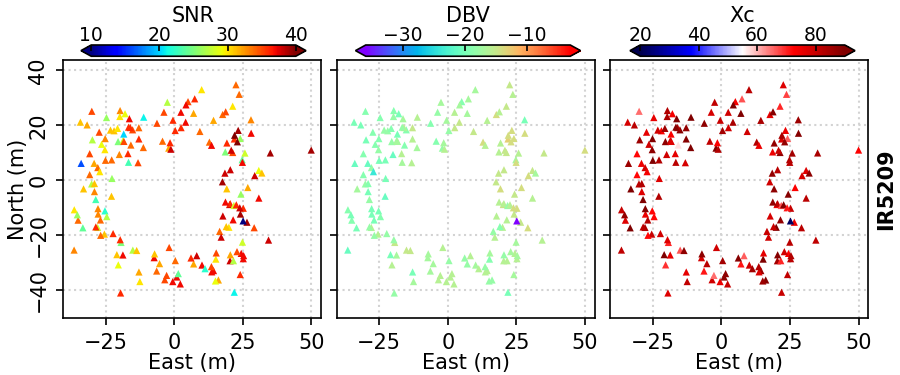 SNR DBV Xc
10 20 30 40 −30 −20 −10 20 40 60 80
40
20
0
−20
−40
North (m)
IR5209
−25 0 25 50 −25 0 25 50 −25 0 25 50
East (m) East (m) East (m)